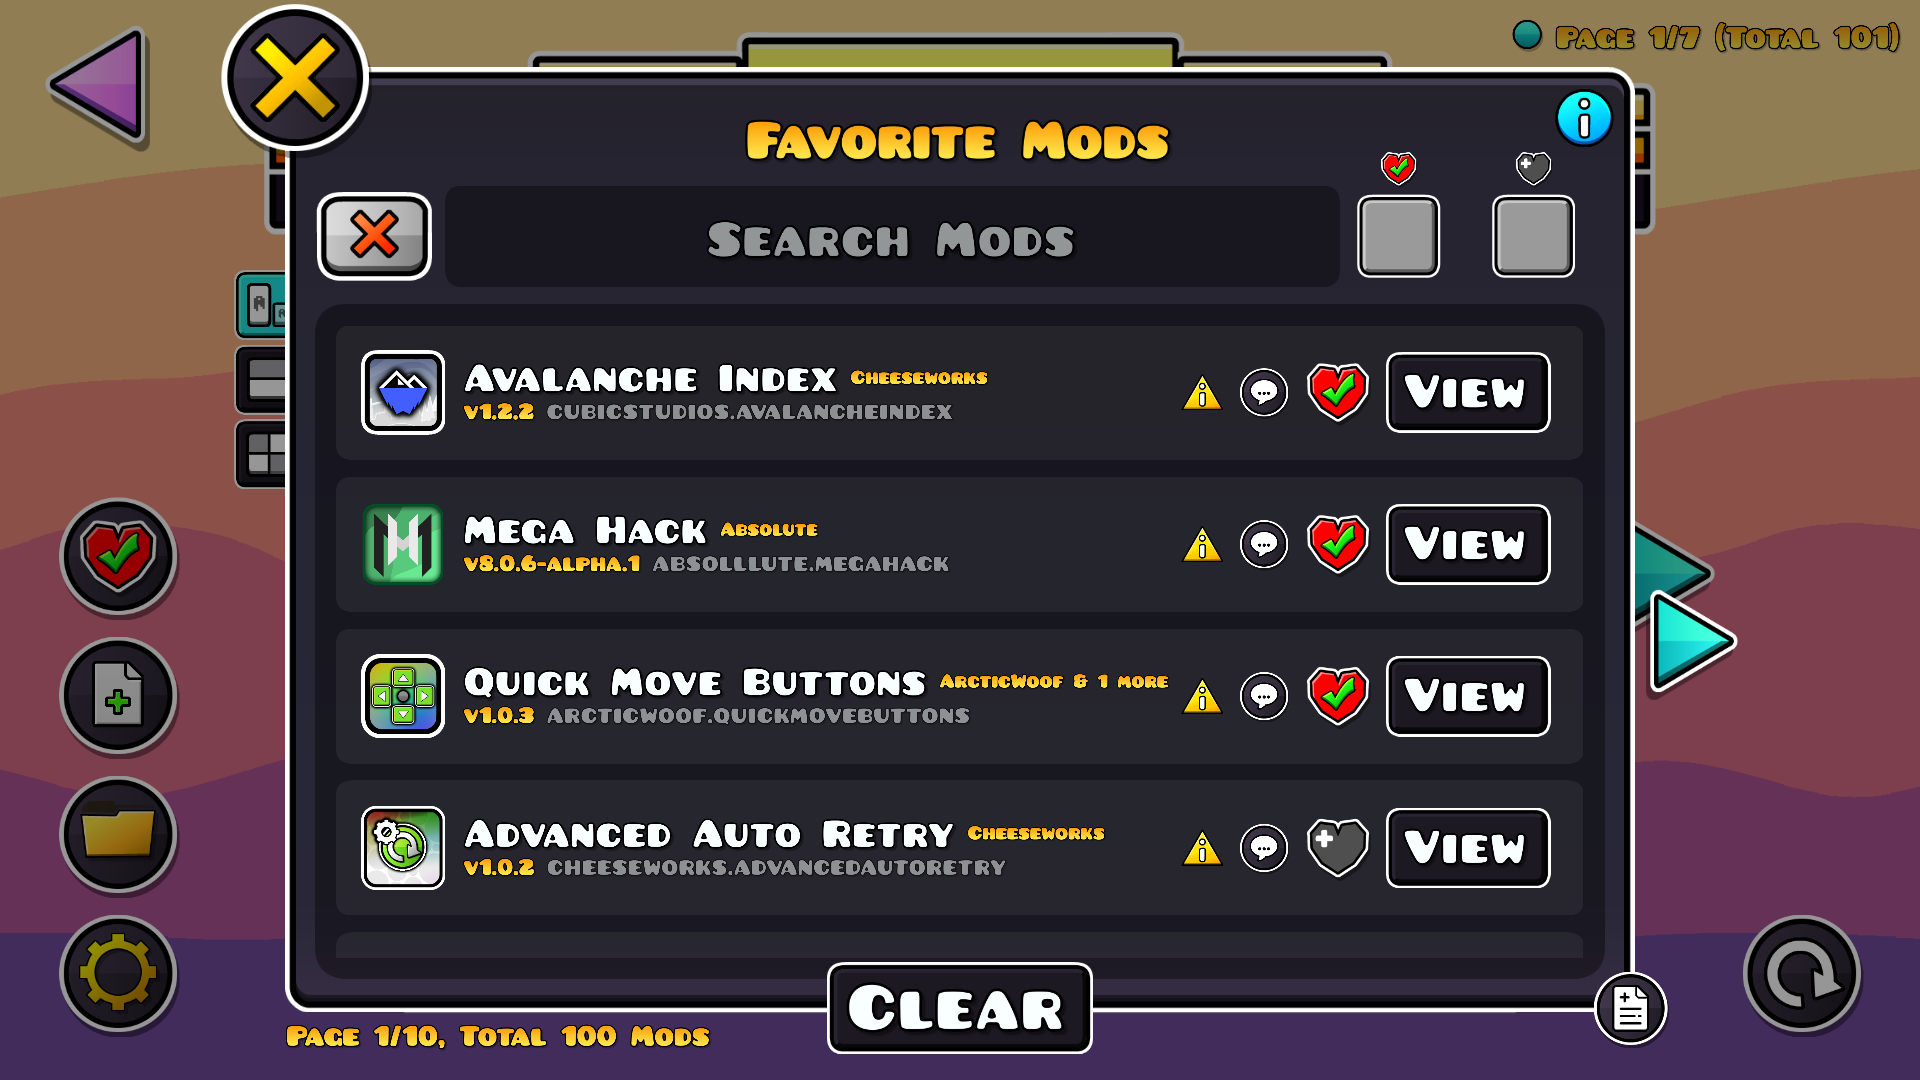 Page 1/7 (Total 101)
Favorite Mods
Search Mods
Avalanche Index Cheeseworks
v1.2.2 cubicstudios.avalancheindex
View
Mega Hack Absolute
v8.0.6-alpha.1 absolllute.megahack
View
Quick Move Buttons ArcticWoof & 1 more
v1.0.3 arcticwoof.quickmovebuttons
View
Advanced Auto Retry Cheeseworks
v1.0.2 cheeseworks.advancedautoretry
View
Clear
Page 1/10, Total 100 Mods